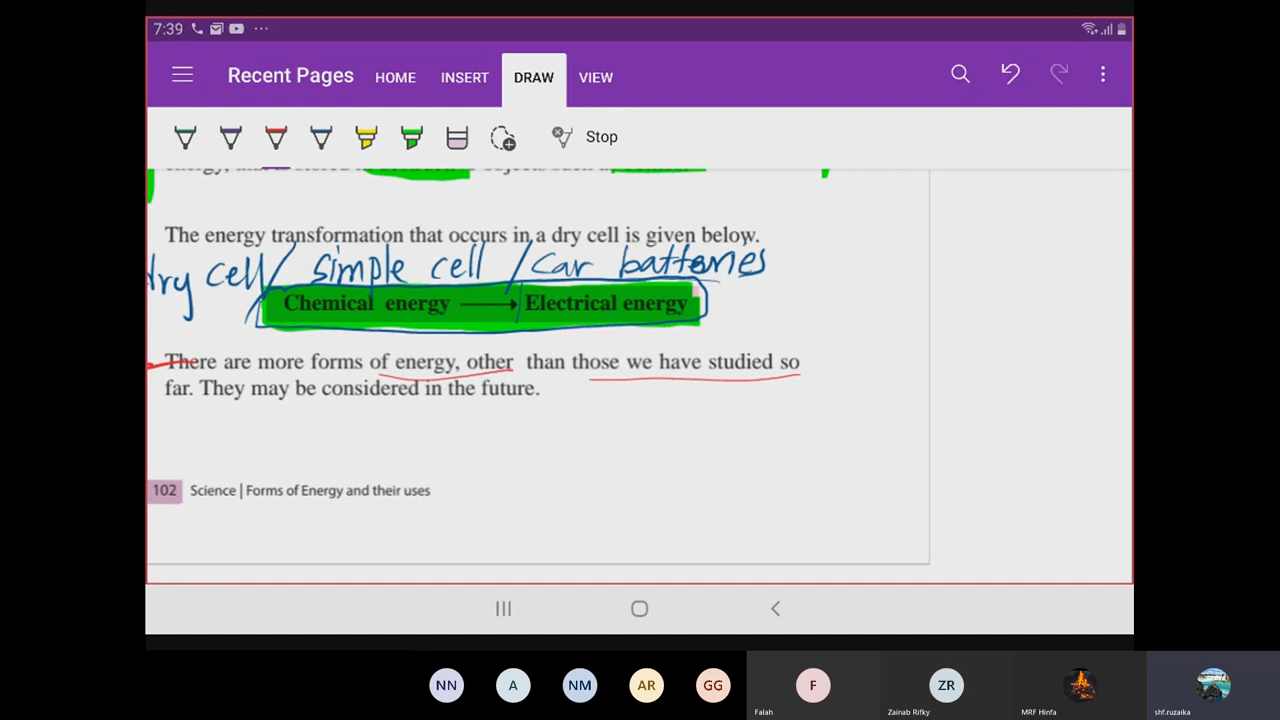 7:39
Recent Pages HOME INSERT DRAW VIEW
Stop
The energy transformation that occurs in a dry cell is given below.
dry cell / simple cell / car batteries
Chemical energy → Electrical energy
There are more forms of energy, other than those we have studied so
far. They may be considered in the future.
102 Science | Forms of Energy and their uses
NN A NM AR GG F ZR
Falah Zainab Rifky MRF Hinfa shf.ruzaika